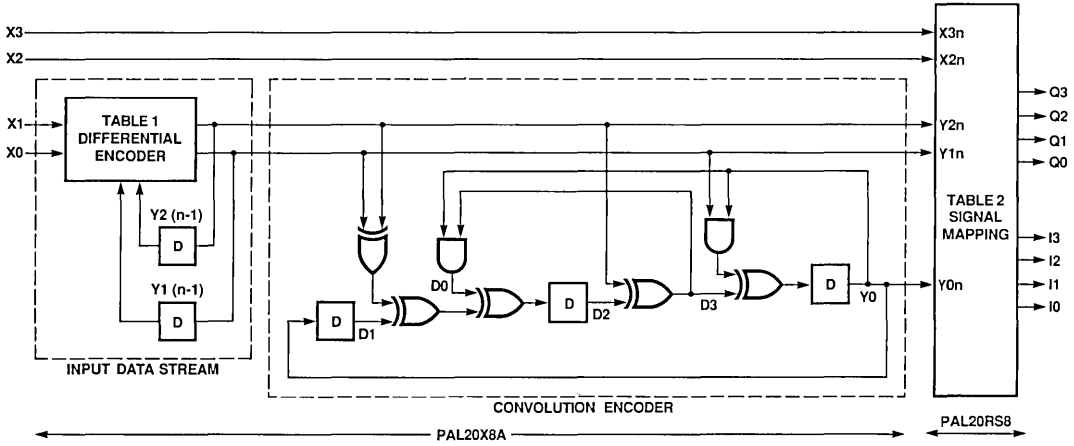 X3
X2
X1
X0
TABLE 1
DIFFERENTIAL
ENCODER
Y2 (n-1)
D
Y1 (n-1)
D
INPUT DATA STREAM
D
D1
D0
D
D2
D3
D
Y0
CONVOLUTION ENCODER
X3n
X2n
Y2n
Y1n
TABLE 2
SIGNAL
MAPPING
Y0n
Q3
Q2
Q1
Q0
I3
I2
I1
I0
PAL20X8A
PAL20RS8